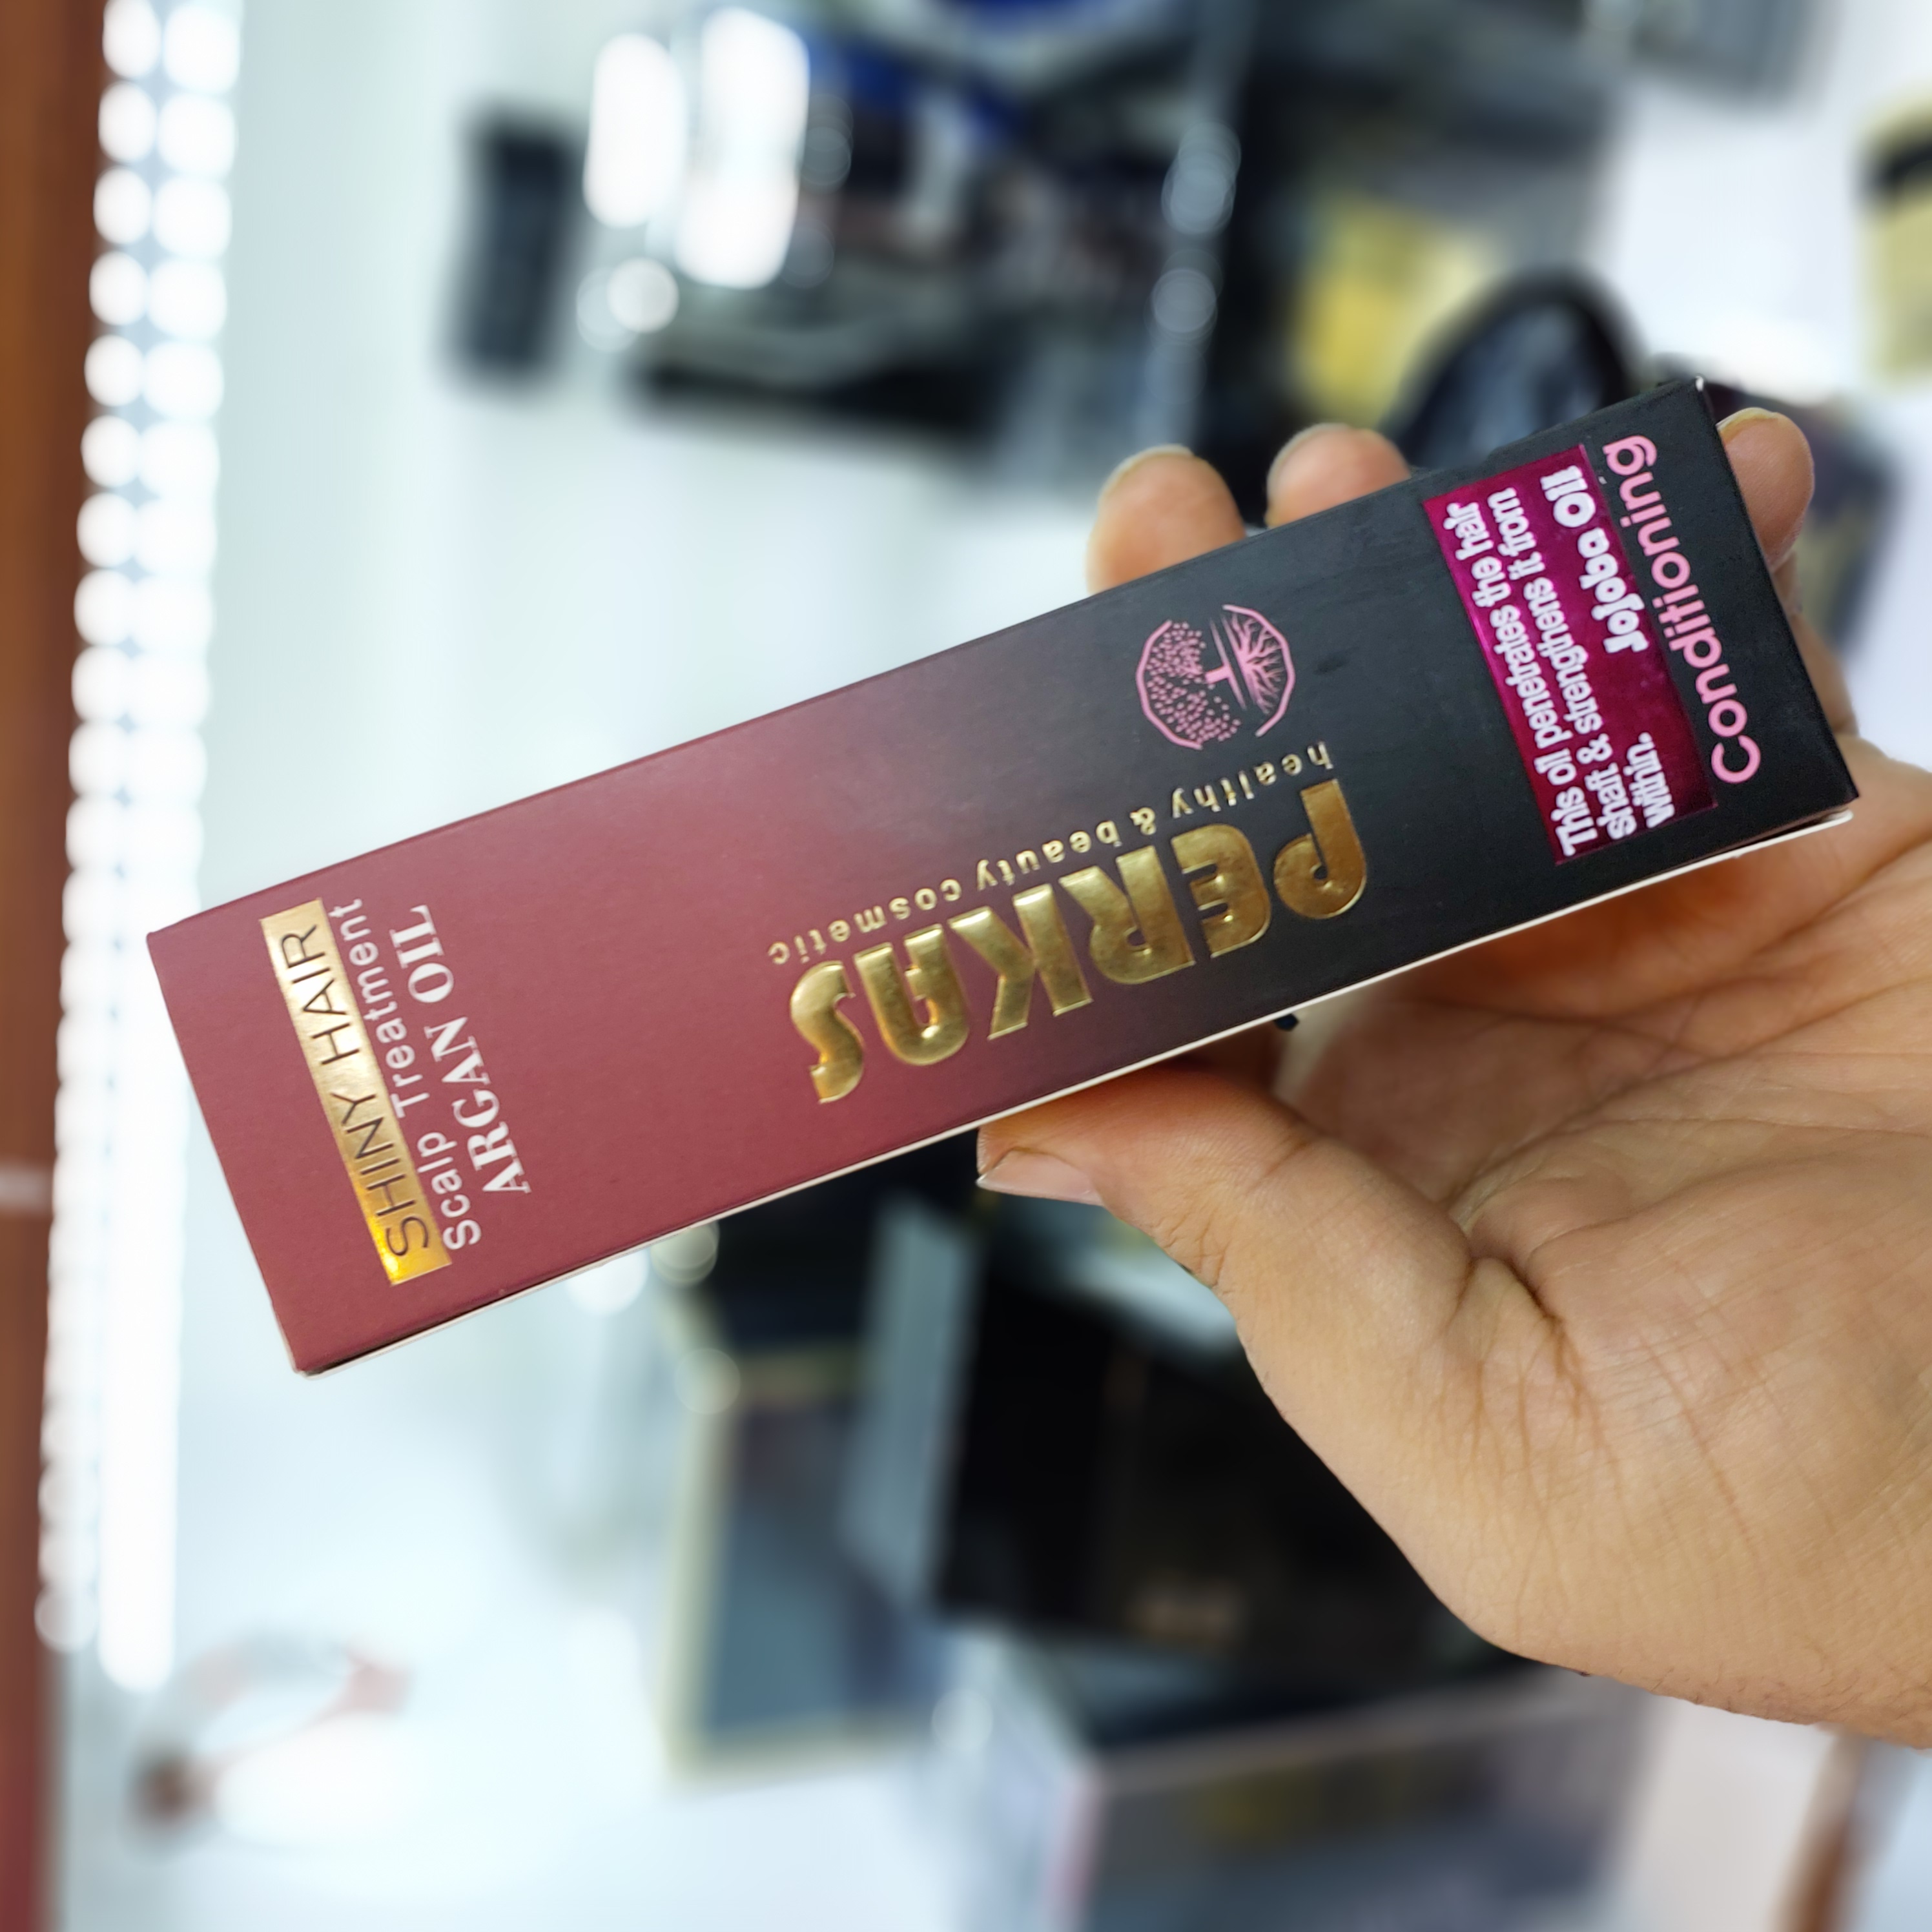 SHINY HAIR
Scalp Treatment
ARGAN OIL
PERKAS
healthy & beauty cosmetic
This oil penetrates the hair
shaft & strengthens it from
within.
Jojoba Oil
Conditioning